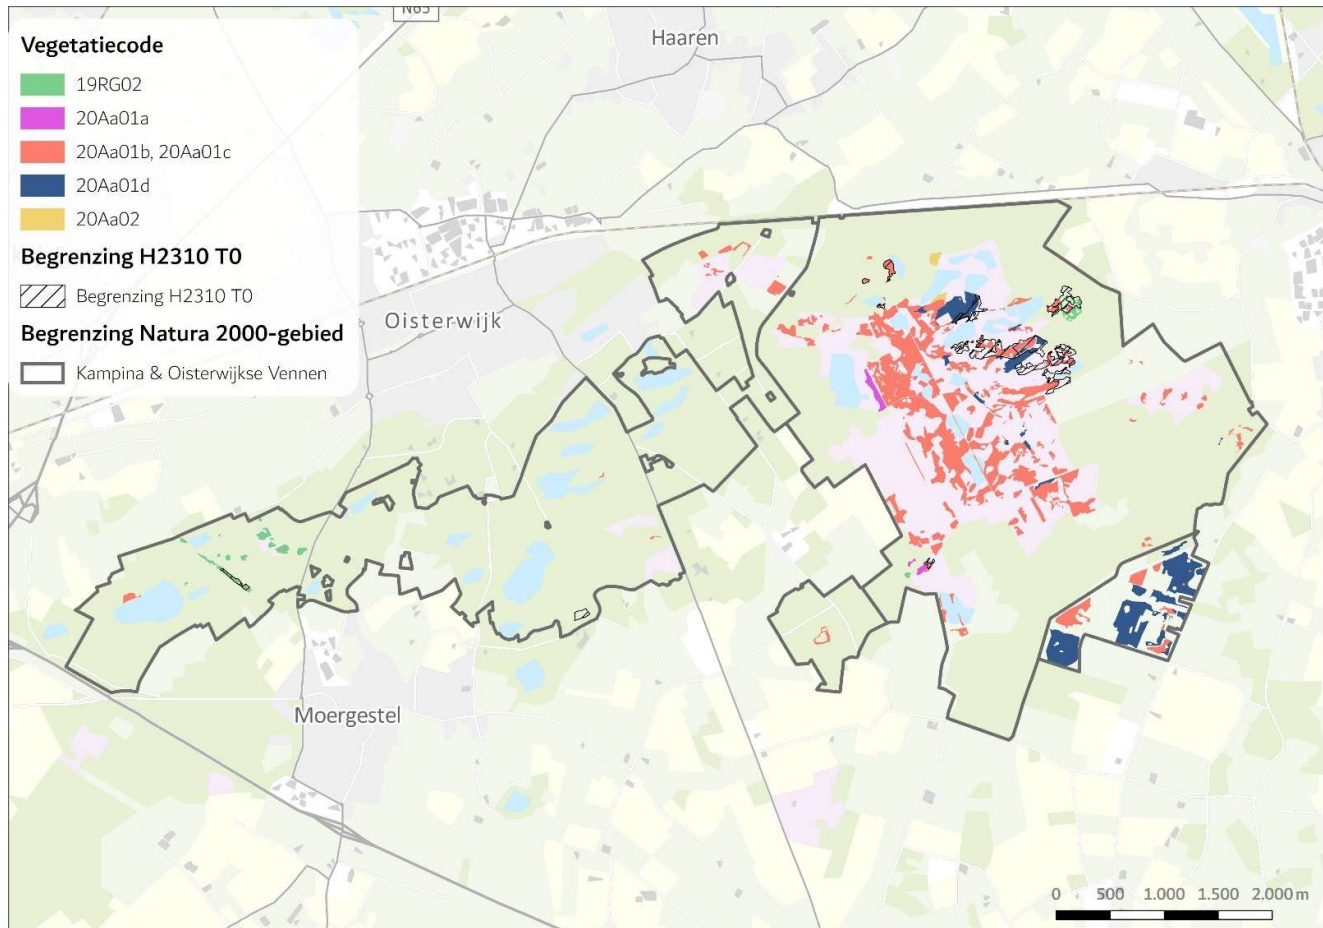 N65
Haaren
Vegetatiecode
19RG02
20Aa01a
20Aa01b, 20Aa01c
20Aa01d
20Aa02
Begrenzing H2310 T0
Begrenzing H2310 T0
Begrenzing Natura 2000-gebied
Kampina & Oisterwijkse Vennen
Oisterwijk
Moergestel
0 500 1.000 1.500 2.000 m